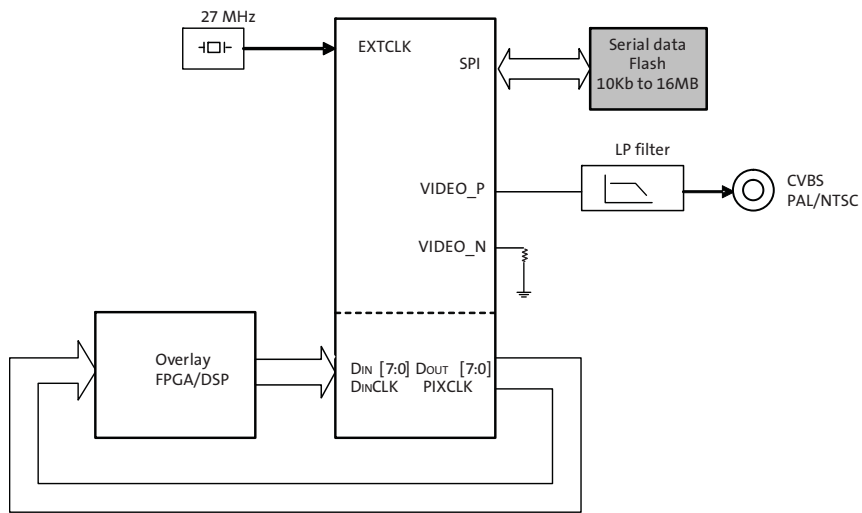 27 MHz
EXTCLK
SPI
Serial data
Flash
10Kb to 16MB
LP filter
VIDEO_P
CVBS
PAL/NTSC
VIDEO_N
Overlay
FPGA/DSP
DIN [7:0] DOUT [7:0]
DINCLK PIXCLK